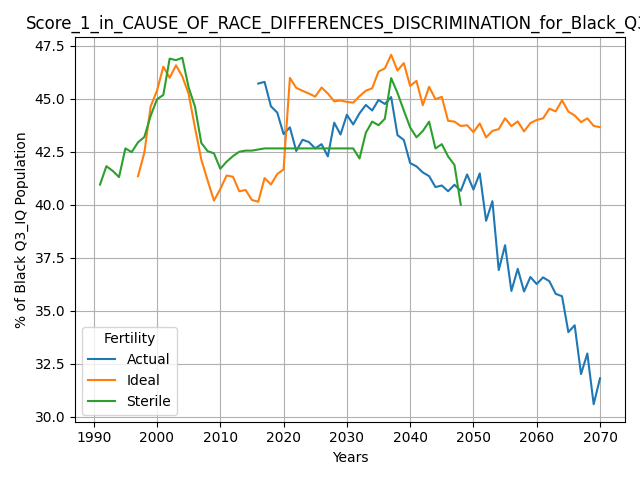 Score_1_in_CAUSE_OF_RACE_DIFFERENCES_DISCRIMINATION_for_Black_Q3
% of Black Q3_IQ Population
47.5
45.0
42.5
40.0
37.5
35.0
32.5
30.0
Fertility
Actual
Ideal
Sterile
1990 2000 2010 2020 2030 2040 2050 2060 2070
Years